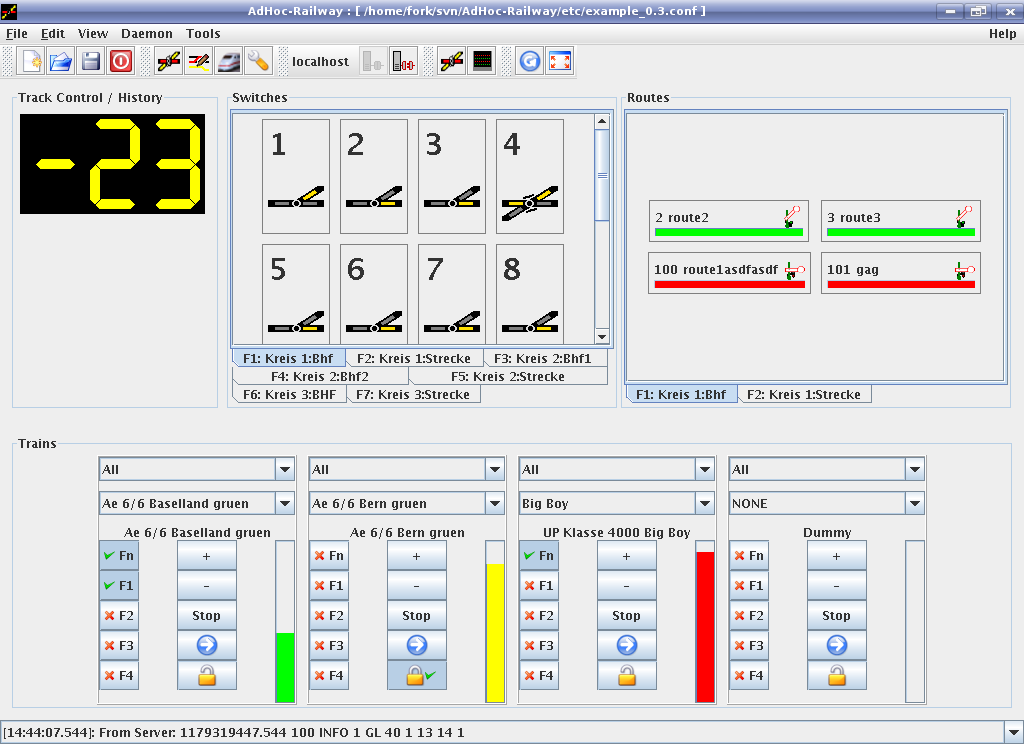 AdHoc-Railway : [ /home/fork/svn/AdHoc-Railway/etc/example_0.3.conf ]
File Edit View Daemon Tools Help
localhost
Track Control / History
-23
Switches
1 2 3 4
5 6 7 8
F1: Kreis 1:Bhf F2: Kreis 1:Strecke F3: Kreis 2:Bhf1
F4: Kreis 2:Bhf2 F5: Kreis 2:Strecke
F6: Kreis 3:BHF F7: Kreis 3:Strecke
Routes
2 route2 3 route3
100 route1asdfasdf 101 gag
F1: Kreis 1:Bhf F2: Kreis 1:Strecke
Trains
All All All All
Ae 6/6 Baselland gruen Ae 6/6 Bern gruen Big Boy NONE
Ae 6/6 Baselland gruen Ae 6/6 Bern gruen UP Klasse 4000 Big Boy Dummy
Fn + Fn + Fn + Fn +
F1 - F1 - F1 - F1 -
F2 Stop F2 Stop F2 Stop F2 Stop
F3 F3 F3 F3
F4 F4 F4 F4
[14:44:07.544]: From Server: 1179319447.544 100 INFO 1 GL 40 1 13 14 1